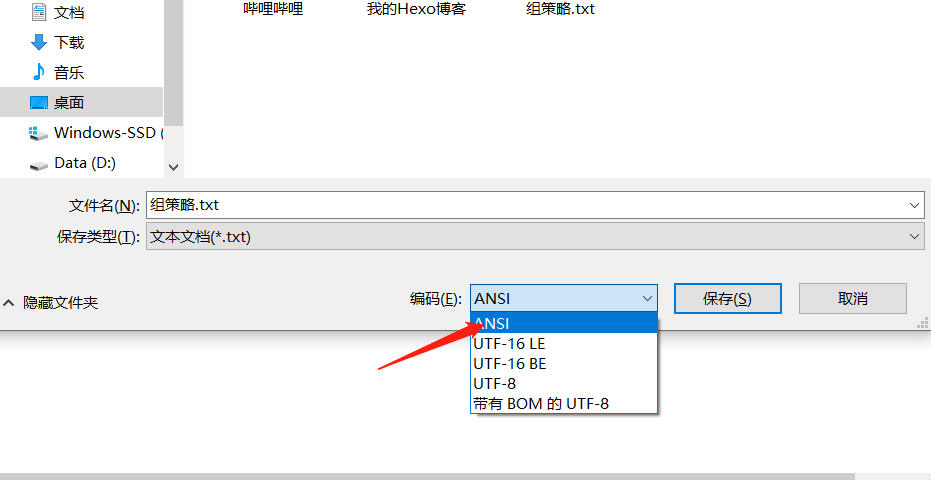 文档
下载
音乐
桌面
Windows-SSD (
Data (D:)
哔哩哔哩 我的Hexo博客 组策略.txt
文件名(N): 组策略.txt
保存类型(T): 文本文档(*.txt)
隐藏文件夹 编码(E): ANSI 保存(S) 取消
ANSI
UTF-16 LE
UTF-16 BE
UTF-8
带有 BOM 的 UTF-8